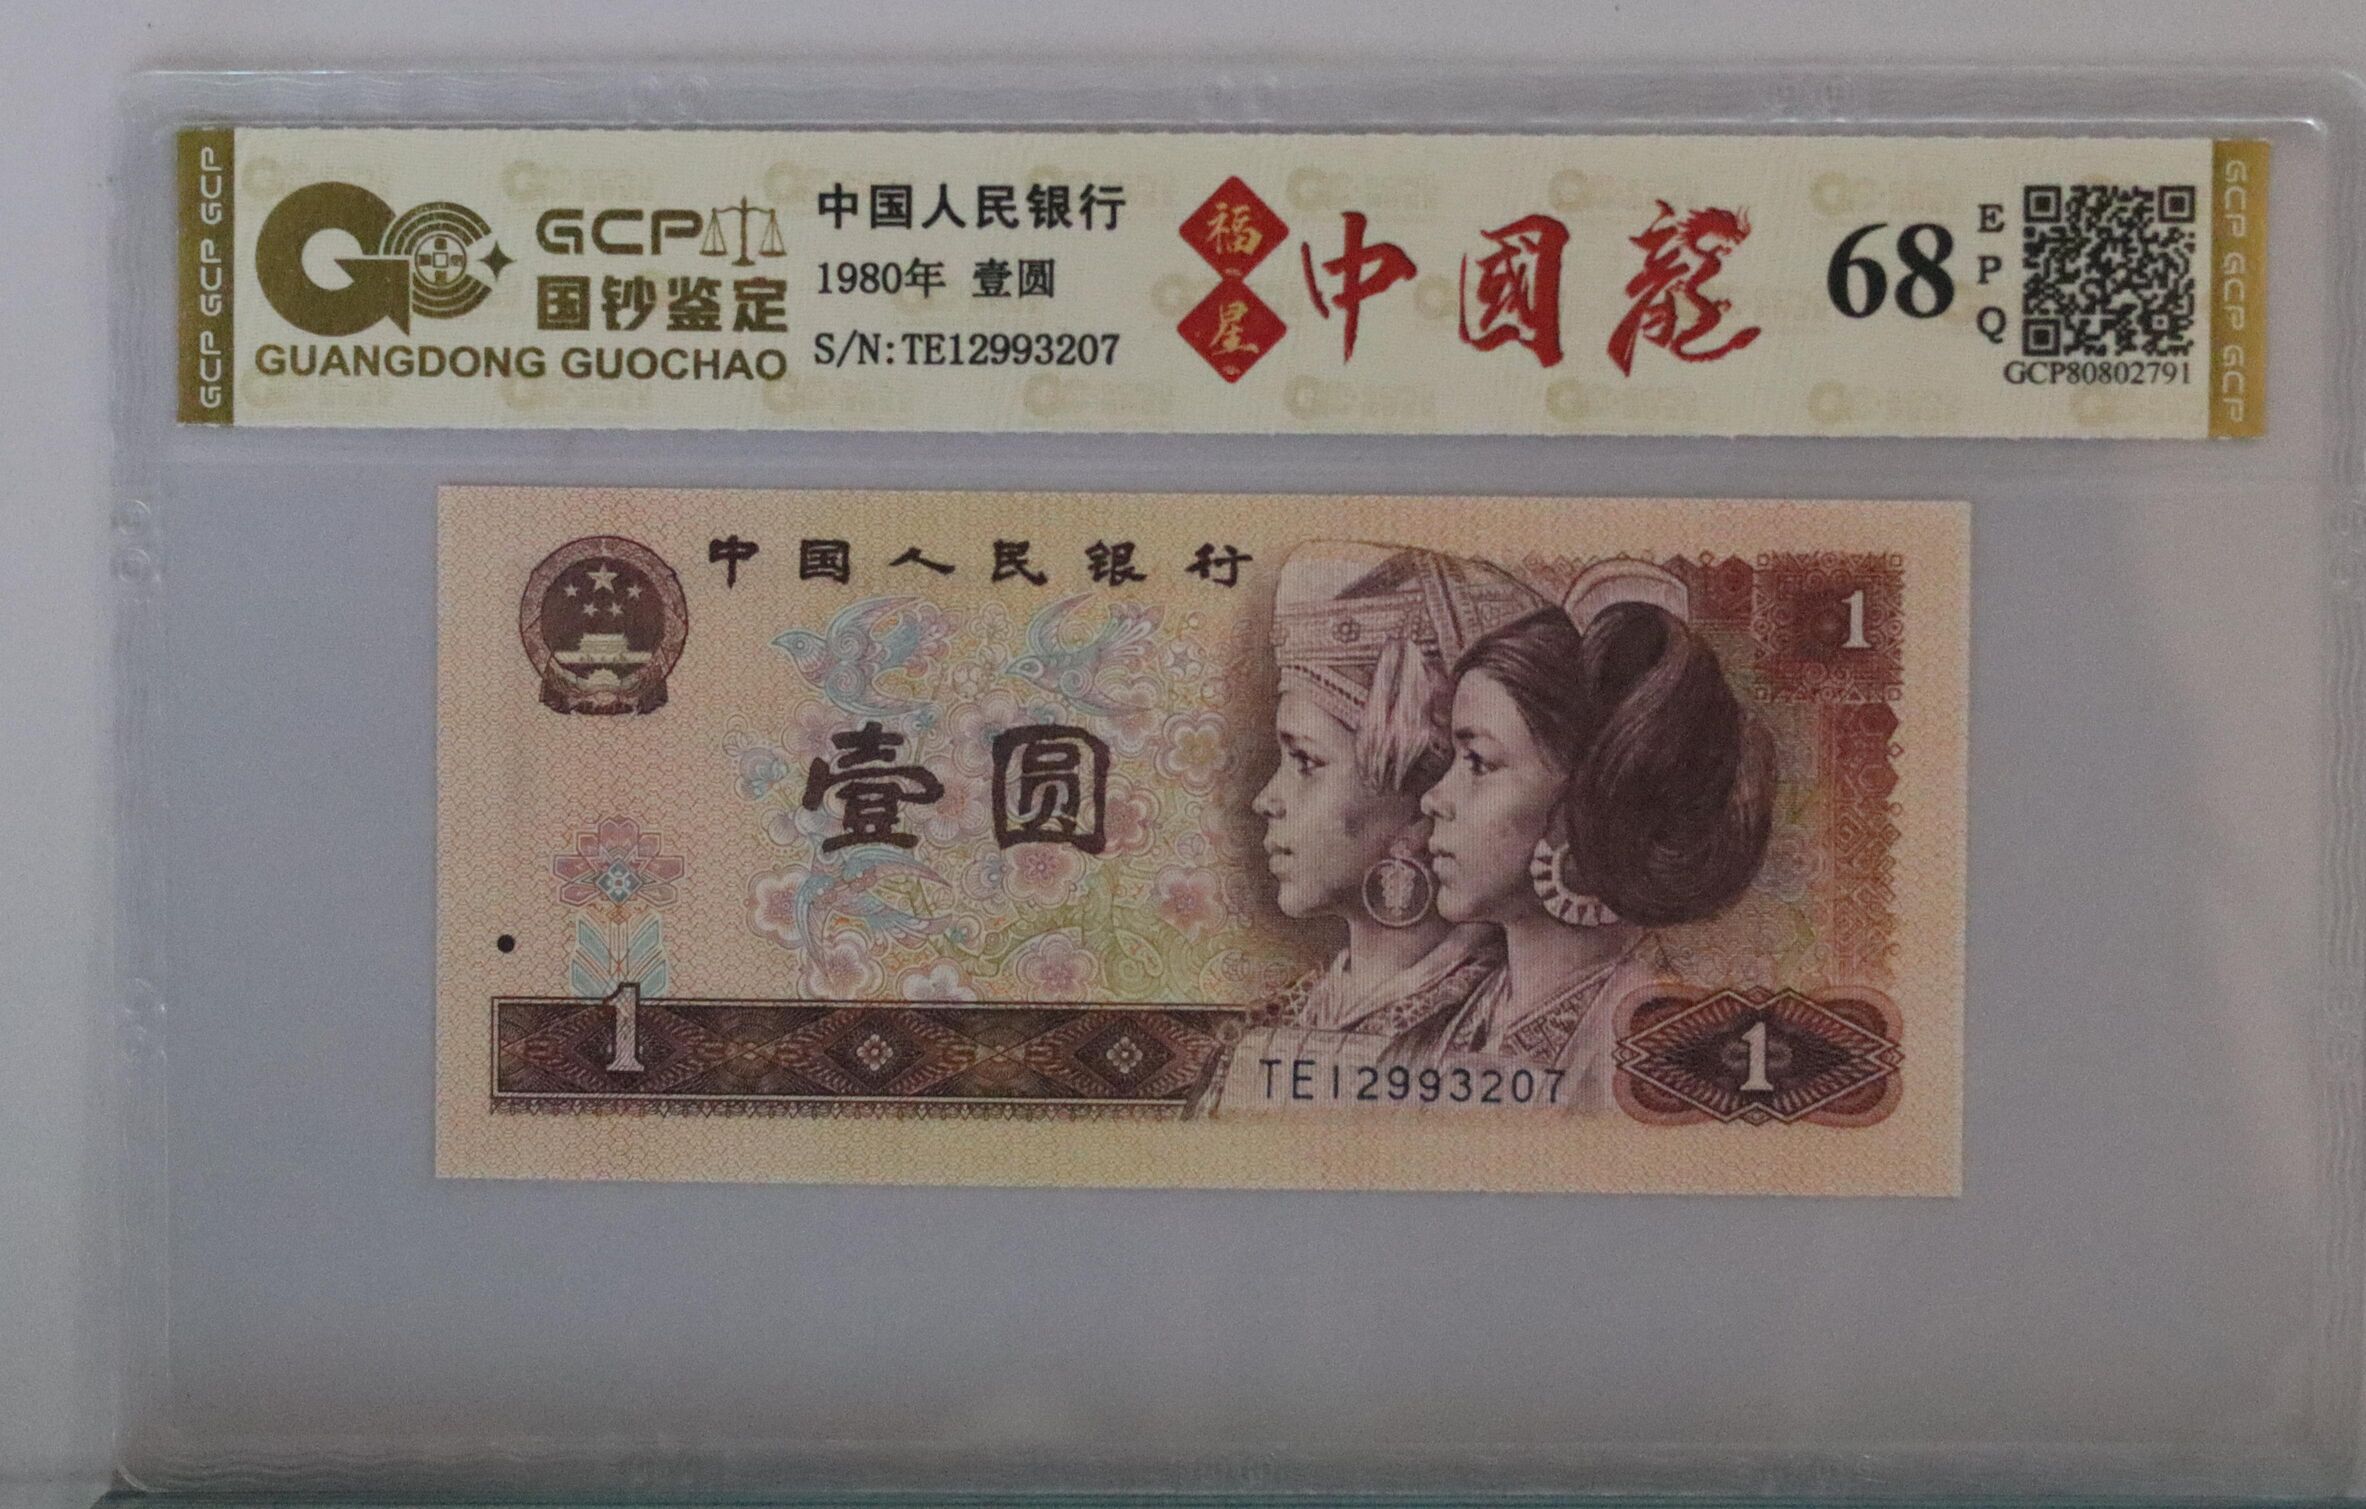 GCP GCP GCP
GCP
国钞鉴定
GUANGDONG GUOCHAO
中国人民银行
1980年 壹圆
S/N:TE12993207
福
星
中國龍
68
E
P
Q
GCP80802791
GCP GCP GCP
中国人民银行
1
壹圆
1
TE12993207
1